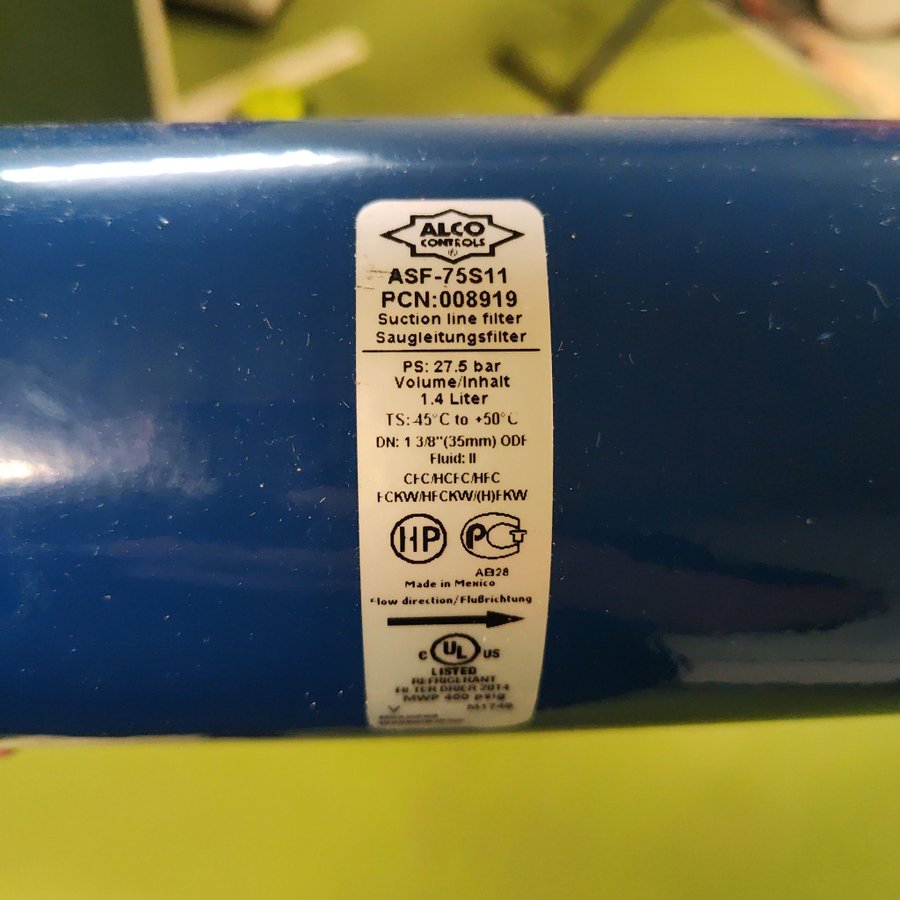 ALCO
CONTROLS
ASF-75S11
PCN:008919
Suction line filter
Saugleitungsfilter
PS: 27.5 bar
Volume/Inhalt
1.4 Liter
TS:-45°C to +50°C
DN: 1 3/8"(35mm) ODF
Fluid: II
CFC/HCFC/HFC
FCKW/HFCKW/(H)FKW
HP
PCT
AB28
Made in Mexico
Flow direction/Flußrichtung
C UL US
LISTED
REFRIGERANT
FILTER DRIER 2014
MWP 400 psig